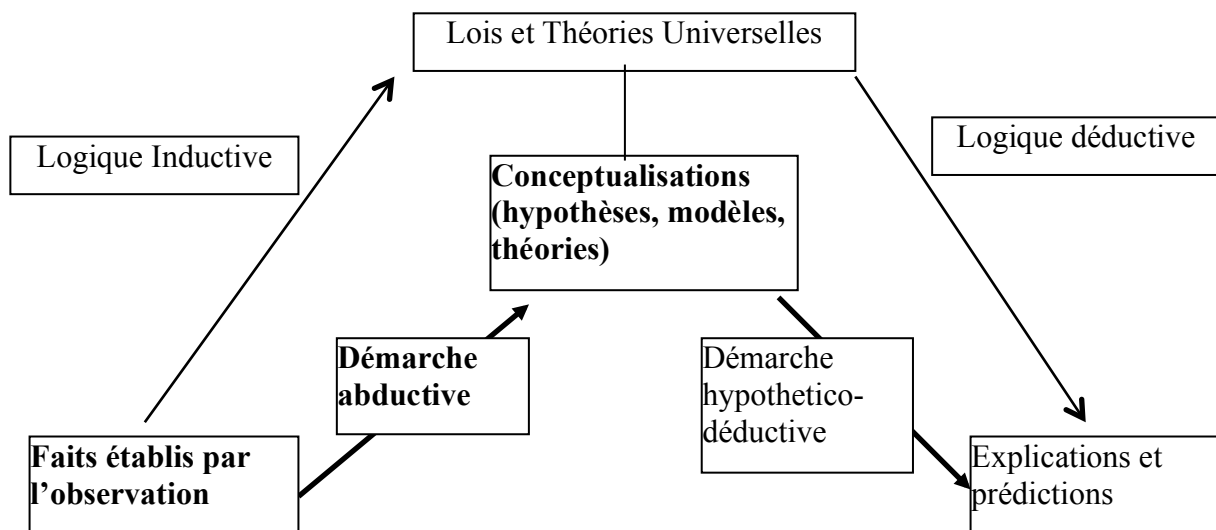 Lois et Théories Universelles
Logique Inductive
Logique déductive
Conceptualisations
(hypothèses, modèles,
théories)
Démarche
abductive
Démarche
hypothetico-
déductive
Faits établis par
l’observation
Explications et
prédictions